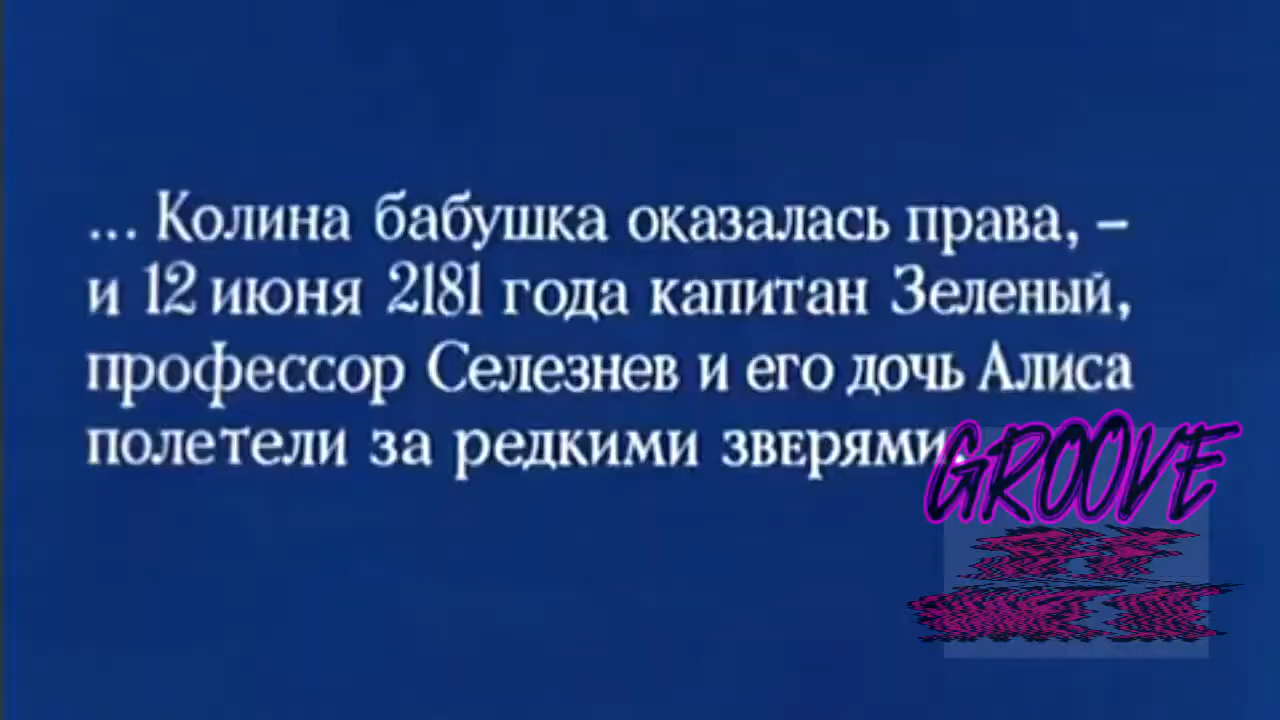 ... Колина бабушка оказалась права, –
и 12 июня 2181 года капитан Зеленый,
профессор Селезнев и его дочь Алиса
полетели за редкими зверями.
GROOVE